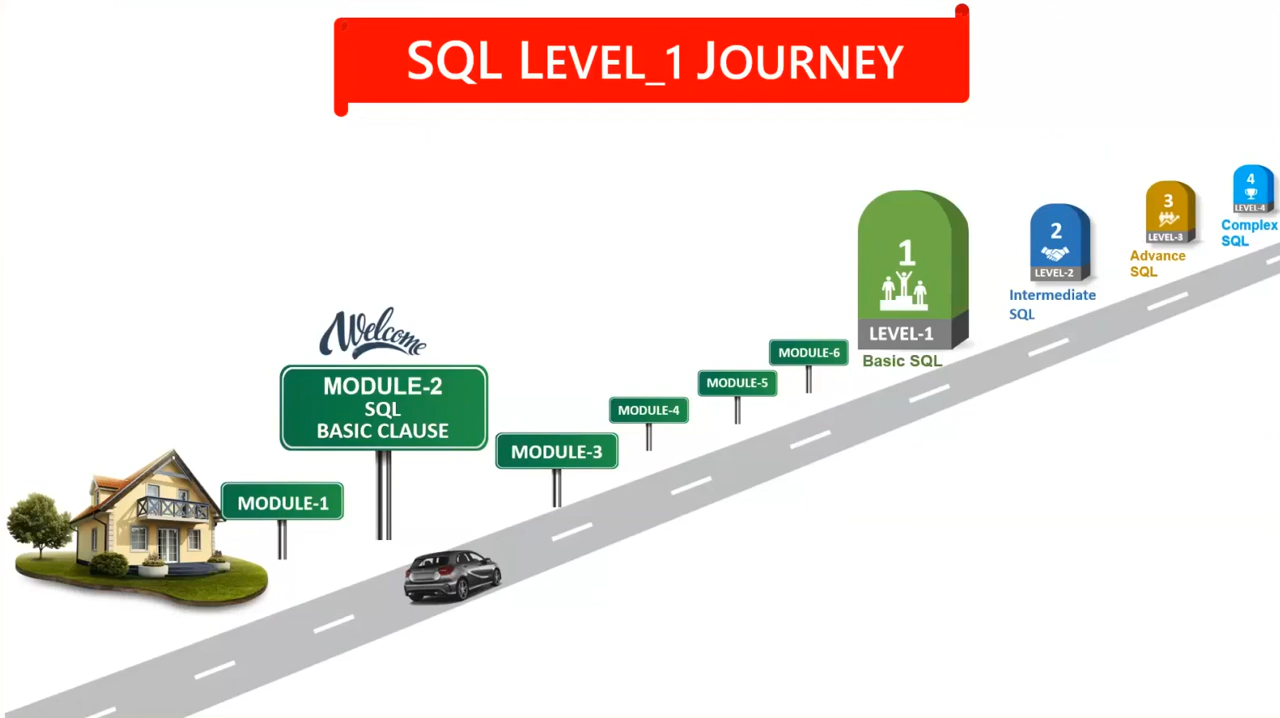 SQL LEVEL_1 JOURNEY
Welcome
MODULE-1
MODULE-2
SQL
BASIC CLAUSE
MODULE-3
MODULE-4
MODULE-5
MODULE-6
1
LEVEL-1
Basic SQL
2
LEVEL-2
Intermediate
SQL
3
LEVEL-3
Advance
SQL
4
LEVEL-4
Complex
SQL